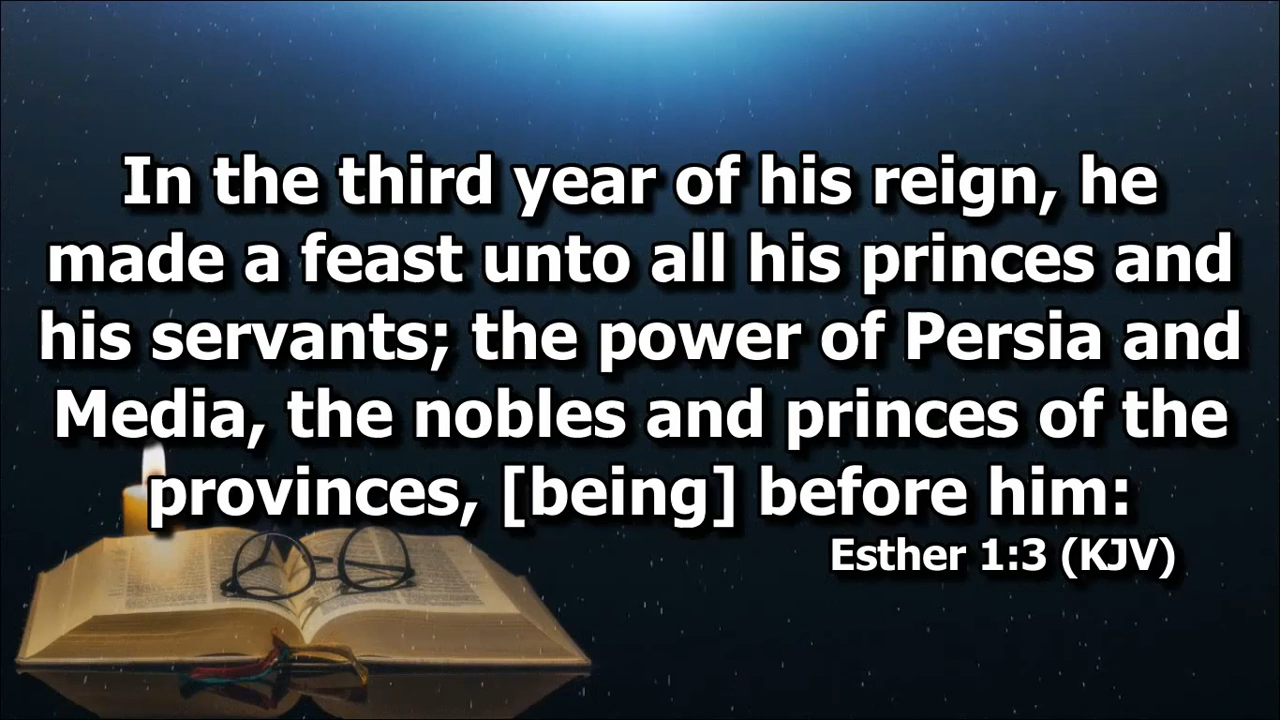 In the third year of his reign, he
made a feast unto all his princes and
his servants; the power of Persia and
Media, the nobles and princes of the
provinces, [being] before him:
Esther 1:3 (KJV)